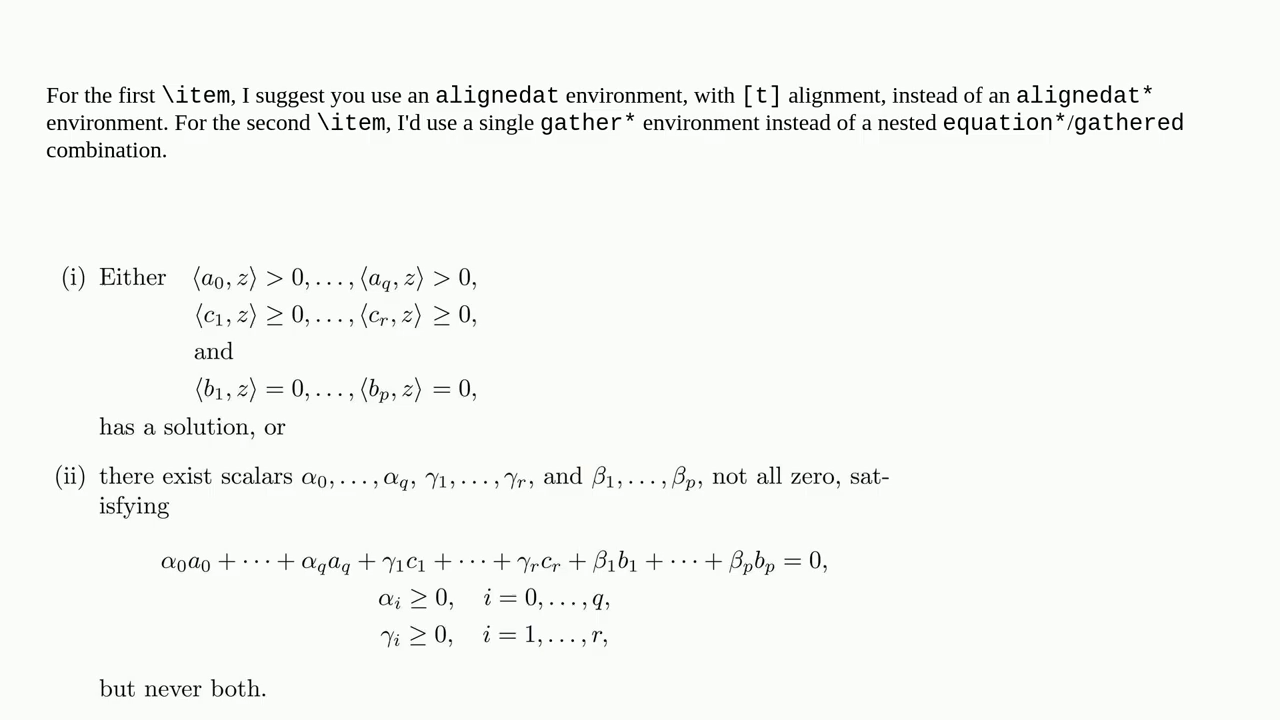 For the first \item, I suggest you use an alignedat environment, with [t] alignment, instead of an alignedat*
environment. For the second \item, I'd use a single gather* environment instead of a nested equation*/gathered
combination.
(i) Either ⟨a₀, z⟩ > 0, . . . , ⟨a_q, z⟩ > 0,
⟨c₁, z⟩ ≥ 0, . . . , ⟨c_r, z⟩ ≥ 0,
and
⟨b₁, z⟩ = 0, . . . , ⟨b_p, z⟩ = 0,
has a solution, or
(ii) there exist scalars α₀, . . . , α_q, γ₁, . . . , γ_r, and β₁, . . . , β_p, not all zero, sat-
isfying
α₀a₀ + ··· + α_qa_q + γ₁c₁ + ··· + γ_rc_r + β₁b₁ + ··· + β_pb_p = 0,
α_i ≥ 0, i = 0, . . . , q,
γ_i ≥ 0, i = 1, . . . , r,
but never both.